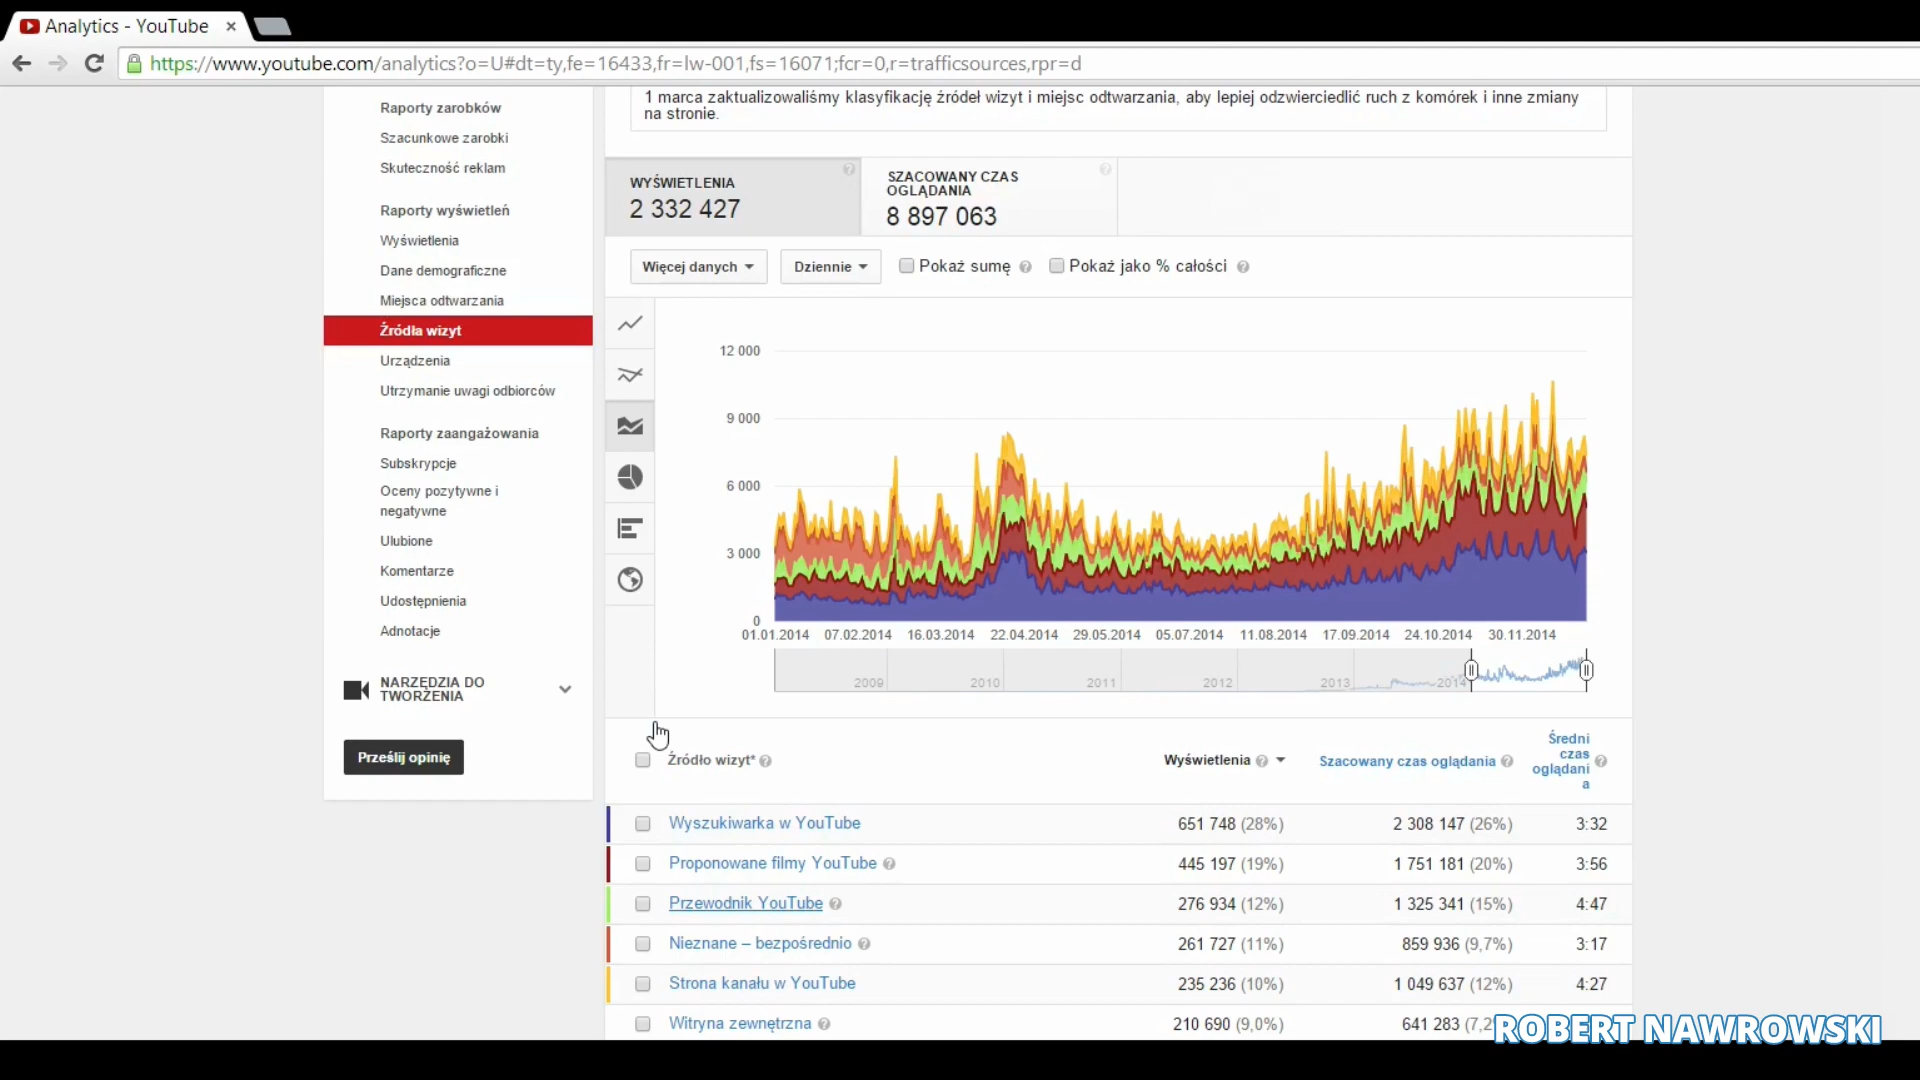 Analytics - YouTube
https://www.youtube.com/analytics?o=U#dt=ty,fe=16433,fr=lw-001,fs=16071;fcr=0,r=trafficsources,rpr=d
Raporty zarobków
Szacunkowe zarobki
Skuteczność reklam
Raporty wyświetleń
Wyświetlenia
Dane demograficzne
Miejsca odtwarzania
Źródła wizyt
Urządzenia
Utrzymanie uwagi odbiorców
Raporty zaangażowania
Subskrypcje
Oceny pozytywne i
negatywne
Ulubione
Komentarze
Udostępnienia
Adnotacje
NARZĘDZIA DO
TWORZENIA
Prześlij opinię
1 marca zaktualizowaliśmy klasyfikację źródeł wizyt i miejsc odtwarzania, aby lepiej odzwierciedlić ruch z komórek i inne zmiany
na stronie.
WYŚWIETLENIA
2 332 427
SZACOWANY CZAS
OGLĄDANIA
8 897 063
Więcej danych
Dziennie
Pokaż sumę
Pokaż jako % całości
12 000
9 000
6 000
3 000
0
01.01.2014 07.02.2014 16.03.2014 22.04.2014 29.05.2014 05.07.2014 11.08.2014 17.09.2014 24.10.2014 30.11.2014
2009 2010 2011 2012 2013 2014
Źródło wizyt* Wyświetlenia Szacowany czas oglądania
Średni
czas
oglądani
a
Wyszukiwarka w YouTube 651 748 (28%) 2 308 147 (26%) 3:32
Proponowane filmy YouTube 445 197 (19%) 1 751 181 (20%) 3:56
Przewodnik YouTube 276 934 (12%) 1 325 341 (15%) 4:47
Nieznane – bezpośrednio 261 727 (11%) 859 936 (9,7%) 3:17
Strona kanału w YouTube 235 236 (10%) 1 049 637 (12%) 4:27
Witryna zewnętrzna 210 690 (9,0%) 641 283 (7,2
ROBERT NAWROWSKI